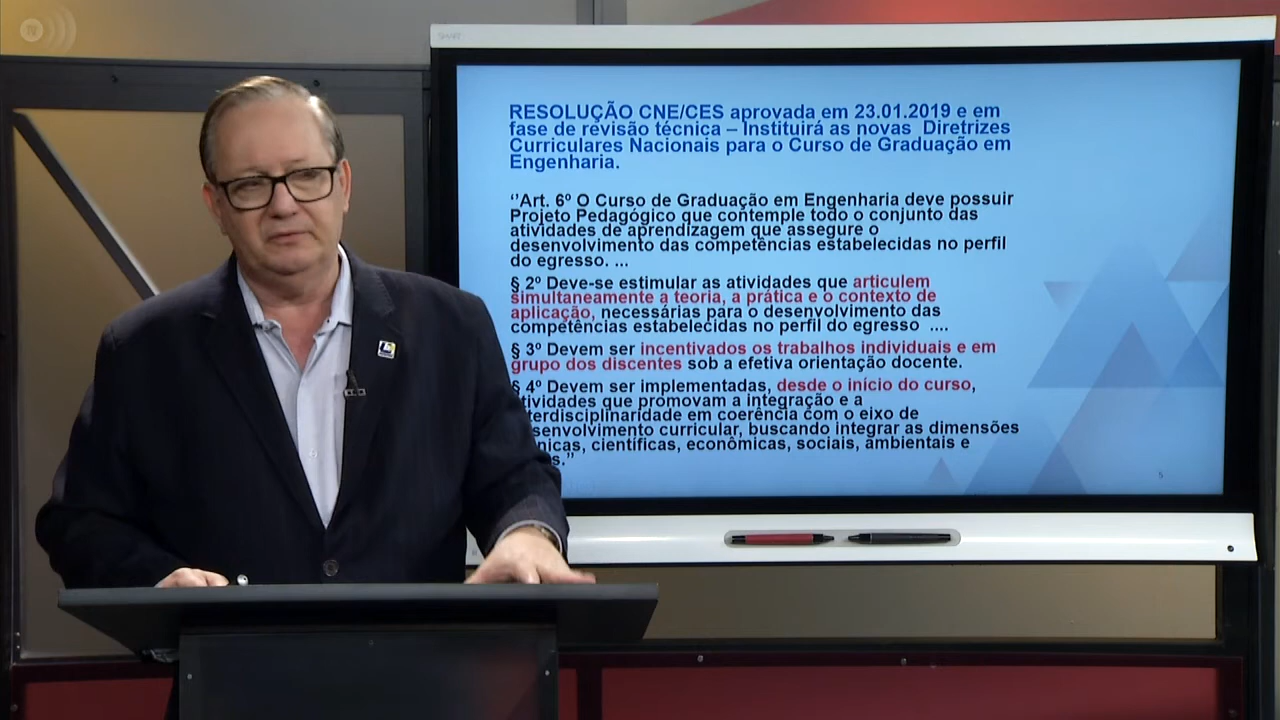 SMART
RESOLUÇÃO CNE/CES aprovada em 23.01.2019 e em
fase de revisão técnica – Instituirá as novas Diretrizes
Curriculares Nacionais para o Curso de Graduação em
Engenharia.
‘’Art. 6º O Curso de Graduação em Engenharia deve possuir
Projeto Pedagógico que contemple todo o conjunto das
atividades de aprendizagem que assegure o
desenvolvimento das competências estabelecidas no perfil
do egresso. ...
§ 2º Deve-se estimular as atividades que articulem
simultaneamente a teoria, a prática e o contexto de
aplicação, necessárias para o desenvolvimento das
competências estabelecidas no perfil do egresso ....
§ 3º Devem ser incentivados os trabalhos individuais e em
grupo dos discentes sob a efetiva orientação docente.
§ 4º Devem ser implementadas, desde o início do curso,
tividades que promovam a integração e a
terdisciplinaridade em coerência com o eixo de
senvolvimento curricular, buscando integrar as dimensões
nicas, científicas, econômicas, sociais, ambientais e
s.”